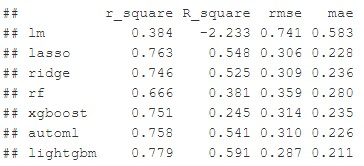 ## r_square R_square rmse mae
## lm 0.384 -2.233 0.741 0.583
## lasso 0.763 0.548 0.306 0.228
## ridge 0.746 0.525 0.309 0.236
## rf 0.666 0.381 0.359 0.280
## xgboost 0.751 0.245 0.314 0.235
## automl 0.758 0.541 0.310 0.226
## lightgbm 0.779 0.591 0.287 0.211